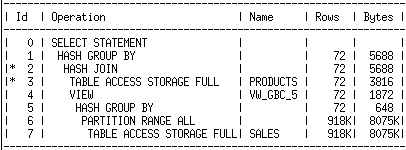 | Id | Operation | Name | Rows | Bytes |
| 0 | SELECT STATEMENT | | | |
| 1 | HASH GROUP BY | | 72 | 5688 |
|* 2 | HASH JOIN | | 72 | 5688 |
|* 3 | TABLE ACCESS STORAGE FULL | PRODUCTS | 72 | 3816 |
| 4 | VIEW | VW_GBC_5 | 72 | 1872 |
| 5 | HASH GROUP BY | | 72 | 648 |
| 6 | PARTITION RANGE ALL | | 918K| 8075K|
| 7 | TABLE ACCESS STORAGE FULL| SALES | 918K| 8075K|